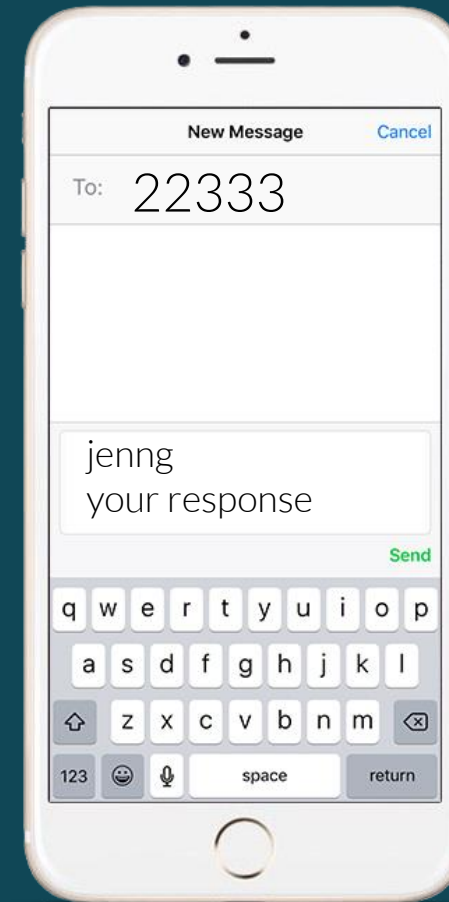 New Message Cancel
To: 22333
jenng
your response
Send
q w e r t y u i o p
a s d f g h j k l
z x c v b n m
123 space return